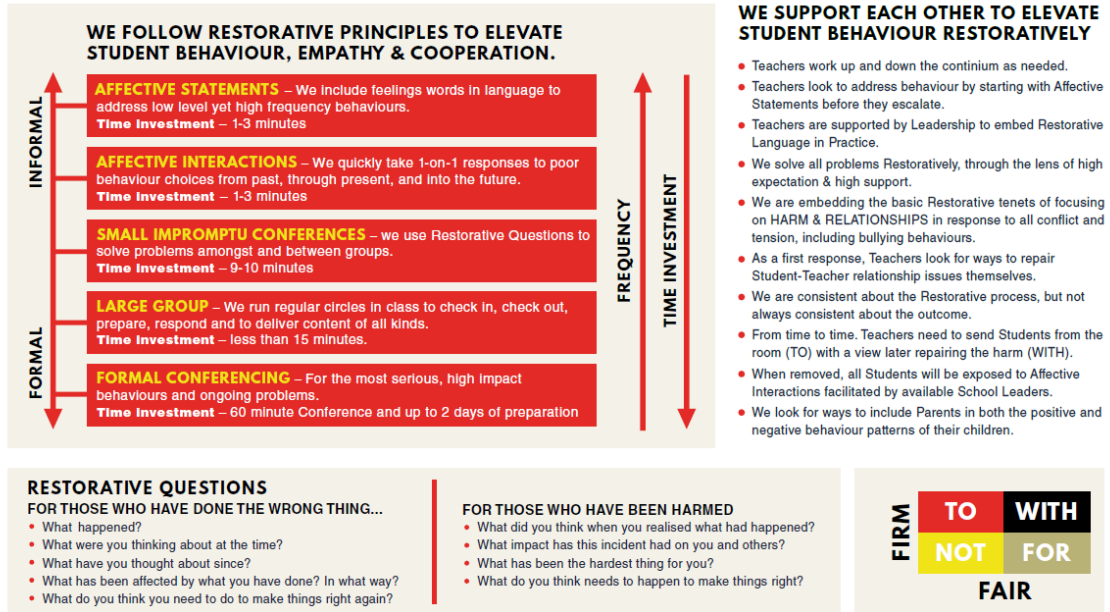 WE FOLLOW RESTORATIVE PRINCIPLES TO ELEVATE
STUDENT BEHAVIOUR, EMPATHY & COOPERATION.
INFORMAL
FORMAL
AFFECTIVE STATEMENTS – We include feelings words in language to
address low level yet high frequency behaviours.
Time Investment – 1-3 minutes
AFFECTIVE INTERACTIONS – We quickly take 1-on-1 responses to poor
behaviour choices from past, through present, and into the future.
Time Investment – 1-3 minutes
SMALL IMPROMPTU CONFERENCES – we use Restorative Questions to
solve problems amongst and between groups.
Time Investment – 9-10 minutes
LARGE GROUP – We run regular circles in class to check in, check out,
prepare, respond and to deliver content of all kinds.
Time Investment – less than 15 minutes.
FORMAL CONFERENCING – For the most serious, high impact
behaviours and ongoing problems.
Time Investment – 60 minute Conference and up to 2 days of preparation
FREQUENCY
TIME INVESTMENT
WE SUPPORT EACH OTHER TO ELEVATE
STUDENT BEHAVIOUR RESTORATIVELY
• Teachers work up and down the continium as needed.
• Teachers look to address behaviour by starting with Affective
Statements before they escalate.
• Teachers are supported by Leadership to embed Restorative
Language in Practice.
• We solve all problems Restoratively, through the lens of high
expectation & high support.
• We are embedding the basic Restorative tenets of focusing
on HARM & RELATIONSHIPS in response to all conflict and
tension, including bullying behaviours.
• As a first response, Teachers look for ways to repair
Student-Teacher relationship issues themselves.
• We are consistent about the Restorative process, but not
always consistent about the outcome.
• From time to time. Teachers need to send Students from the
room (TO) with a view later repairing the harm (WITH).
• When removed, all Students will be exposed to Affective
Interactions facilitated by available School Leaders.
• We look for ways to include Parents in both the positive and
negative behaviour patterns of their children.
RESTORATIVE QUESTIONS
FOR THOSE WHO HAVE DONE THE WRONG THING...
• What happened?
• What were you thinking about at the time?
• What have you thought about since?
• What has been affected by what you have done? In what way?
• What do you think you need to do to make things right again?
FOR THOSE WHO HAVE BEEN HARMED
• What did you think when you realised what had happened?
• What impact has this incident had on you and others?
• What has been the hardest thing for you?
• What do you think needs to happen to make things right?
FIRM
TO WITH
NOT FOR
FAIR